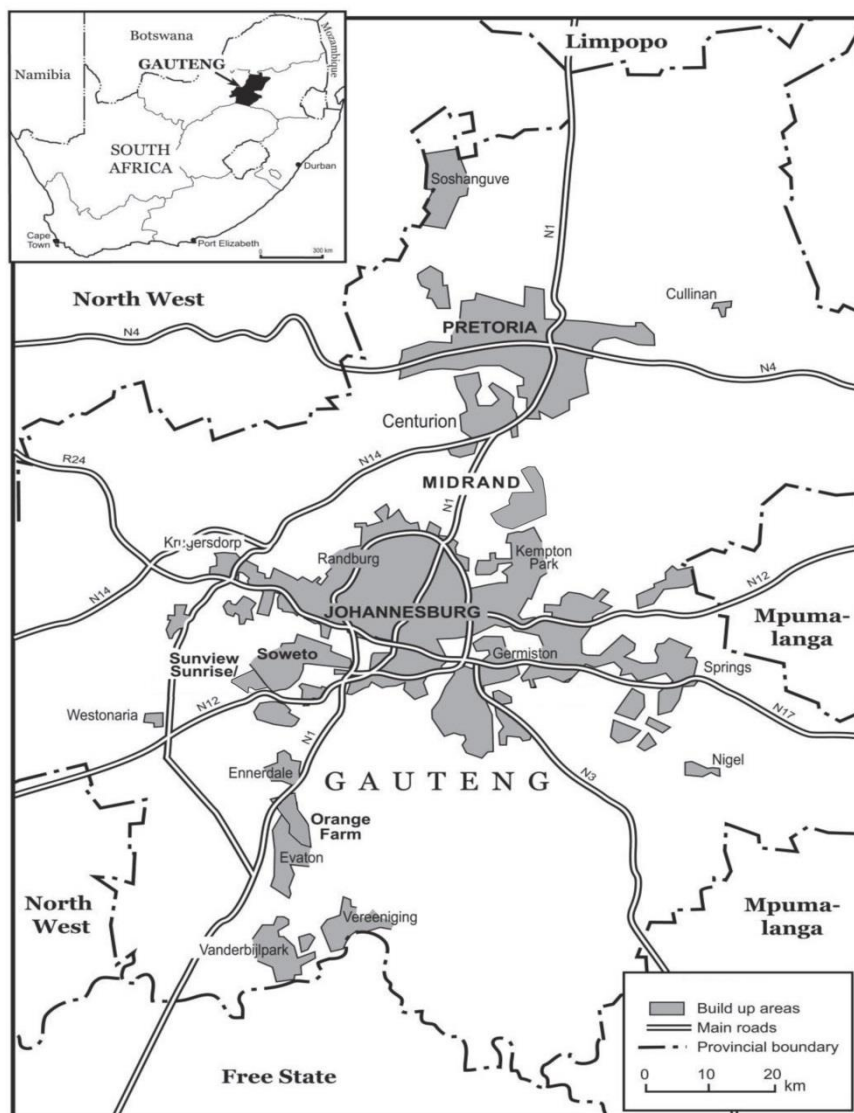 Botswana
Mozambique
Namibia
GAUTENG
SOUTH
AFRICA
Durban
Cape
Town
Port Elizabeth
300 km
Limpopo
Soshanguve
N1
North West
Cullinan
PRETORIA
N4
N4
Centurion
R24
N14
MIDRAND
N1
Krugersdorp
Randburg
Kempton
Park
N14
N12
JOHANNESBURG
Mpuma-
langa
Sunview
Sunrise/
Soweto
Germiston
Springs
Westonaria
N12
N17
N1
Ennerdale
GAUTENG
N3
Nigel
Orange
Farm
Evaton
North
West
Vereeniging
Mpuma-
langa
Vanderbijlpark
Free State
Build up areas
Main roads
Provincial boundary
0 10 20
km